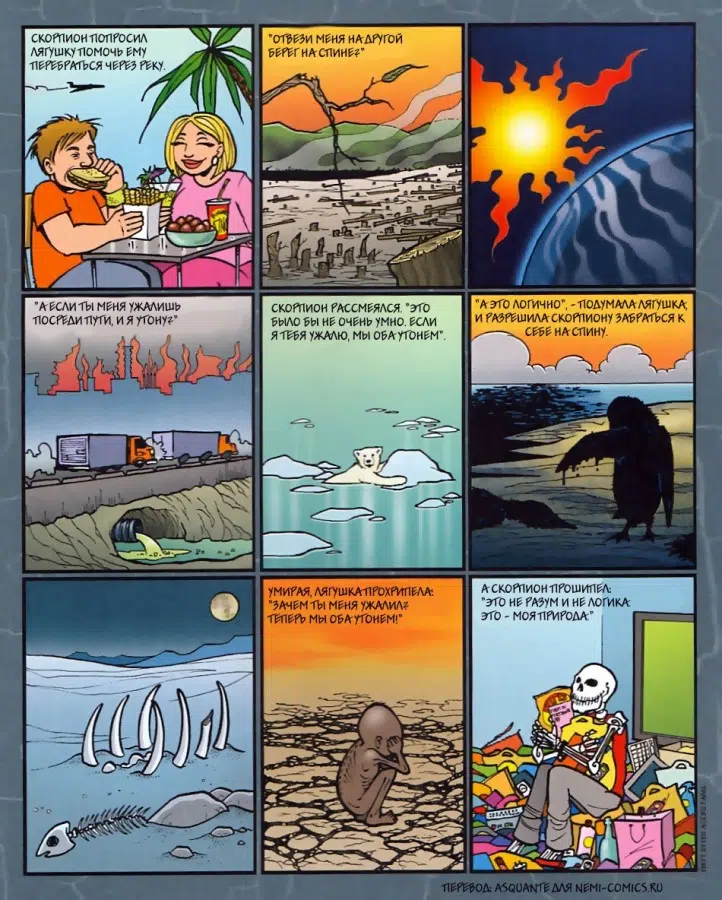 СКОРПИОН ПОПРОСИЛ
ЛЯГУШКУ ПОМОЧЬ ЕМУ
ПЕРЕБРАТЬСЯ ЧЕРЕЗ РЕКУ.
"ОТВЕЗИ МЕНЯ НА ДРУГОЙ
БЕРЕГ НА СПИНЕ?"
"А ЕСЛИ ТЫ МЕНЯ УЖАЛИШЬ
ПОСРЕДИ ПУТИ, И Я УТОНУ?"
СКОРПИОН РАССМЕЯЛСЯ. "ЭТО
БЫЛО БЫ НЕ ОЧЕНЬ УМНО. ЕСЛИ
Я ТЕБЯ УЖАЛЮ, МЫ ОБА УТОНЕМ".
"А ЭТО ЛОГИЧНО", - ПОДУМАЛА ЛЯГУШКА,
И РАЗРЕШИЛА СКОРПИОНУ ЗАБРАТЬСЯ К
СЕБЕ НА СПИНУ.
УМИРАЯ, ЛЯГУШКА ПРОХРИПЕЛА:
"ЗАЧЕМ ТЫ МЕНЯ УЖАЛИЛ?
ТЕПЕРЬ МЫ ОБА УТОНЕМ!"
А СКОРПИОН ПРОШИПЕЛ:
"ЭТО НЕ РАЗУМ И НЕ ЛОГИКА.
ЭТО - МОЯ ПРИРОДА."
ПЕРЕВОД: ASQUANTE ДЛЯ NEMI-COMICS.RU